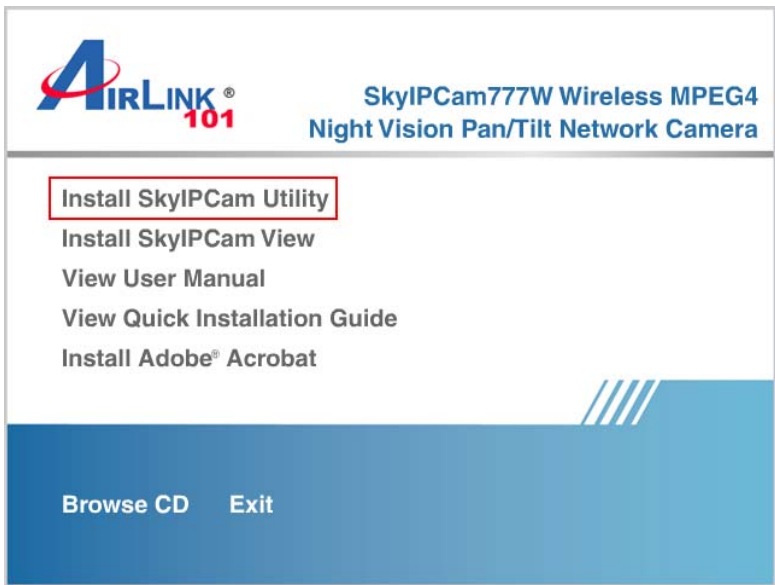 AIRLINK®
101
SkyIPCam777W Wireless MPEG4
Night Vision Pan/Tilt Network Camera
Install SkyIPCam Utility
Install SkyIPCam View
View User Manual
View Quick Installation Guide
Install Adobe® Acrobat
Browse CD Exit